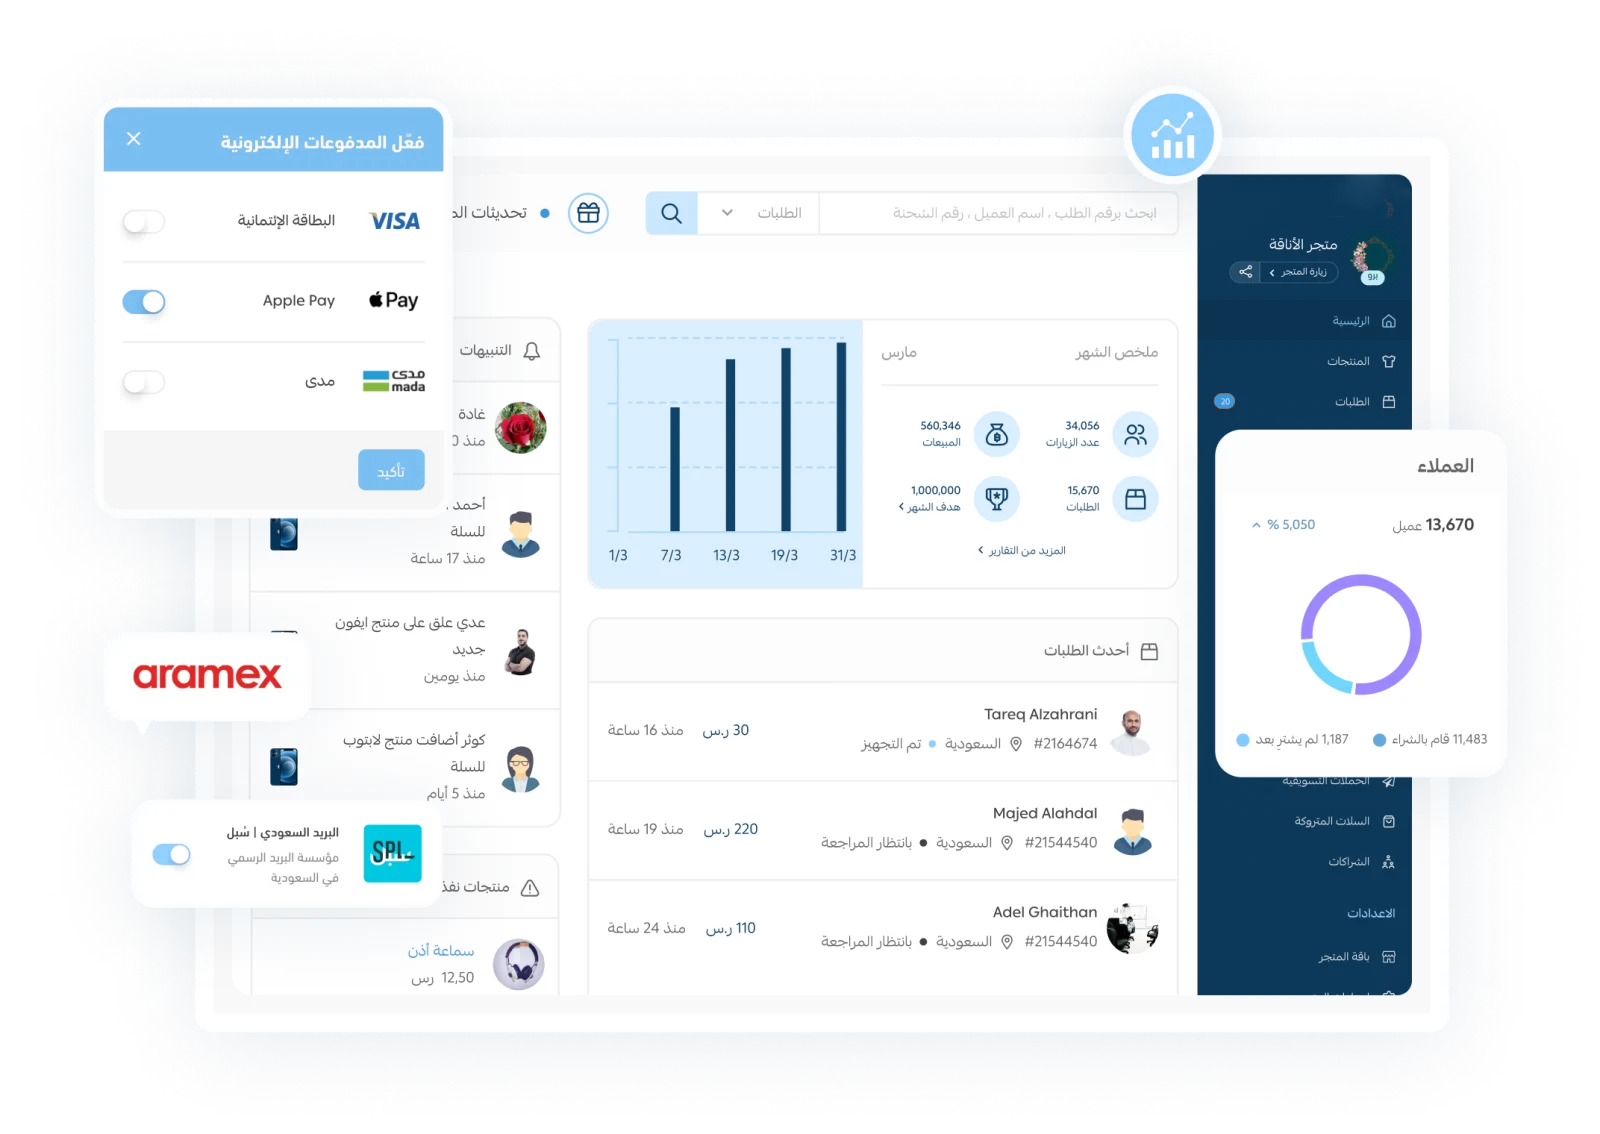 فعّل المدفوعات الإلكترونية
VISA
البطاقة الإئتمانية
Pay
Apple Pay
مدى
mada
مدى
تأكيد
ابحث برقم الطلب ، اسم العميل ، رقم الشحنة
الطلبات
تحديثات
متجر الأناقة
زيارة المتجر
برو
الرئيسية
المنتجات
الطلبات
20
العملاء
13,670 عميل
% 5,050
11,483 قام بالشراء
1,187 لم يشترِ بعد
الحملات التسويقية
السلات المتروكة
الشراكات
الاعدادات
باقة المتجر
ملخص الشهر
مارس
34,056
عدد الزيارات
560,346
المبيعات
15,670
الطلبات
1,000,000
هدف الشهر
المزيد من التقارير
1/3
7/3
13/3
19/3
31/3
أحدث الطلبات
Tareq Alzahrani
#2164674
السعودية
تم التجهيز
30 ر.س
منذ 16 ساعة
Majed Alahdal
#21544540
السعودية
بانتظار المراجعة
220 ر.س
منذ 19 ساعة
Adel Ghaithan
#21544540
السعودية
بانتظار المراجعة
110 ر.س
منذ 24 ساعة
التنبيهات
غادة
منذ
أحمد
للسلة
منذ 17 ساعة
عدي علق على منتج ايفون
جديد
منذ يومين
كوثر أضافت منتج لابتوب
للسلة
منذ 5 أيام
aramex
SPL
سبل
البريد السعودي | سُبل
مؤسسة البريد الرسمي
في السعودية
منتجات
سماعة أذن
12,50 رس